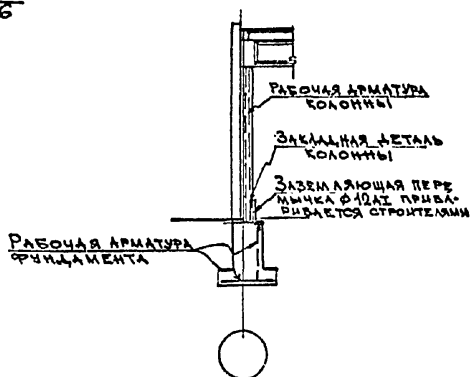 6
РАБОЧАЯ АРМАТУРА
КОЛОННЫ
ЗАКЛАДНАЯ ДЕТАЛЬ
КОЛОННЫ
ЗАЗЕМЛЯЮЩАЯ ПЕРЕ
МЫЧКА Ф12АI ПРИВА-
РИВАЕТСЯ СТРОИТЕЛЯМИ
РАБОЧАЯ АРМАТУРА
ФУНДАМЕНТА